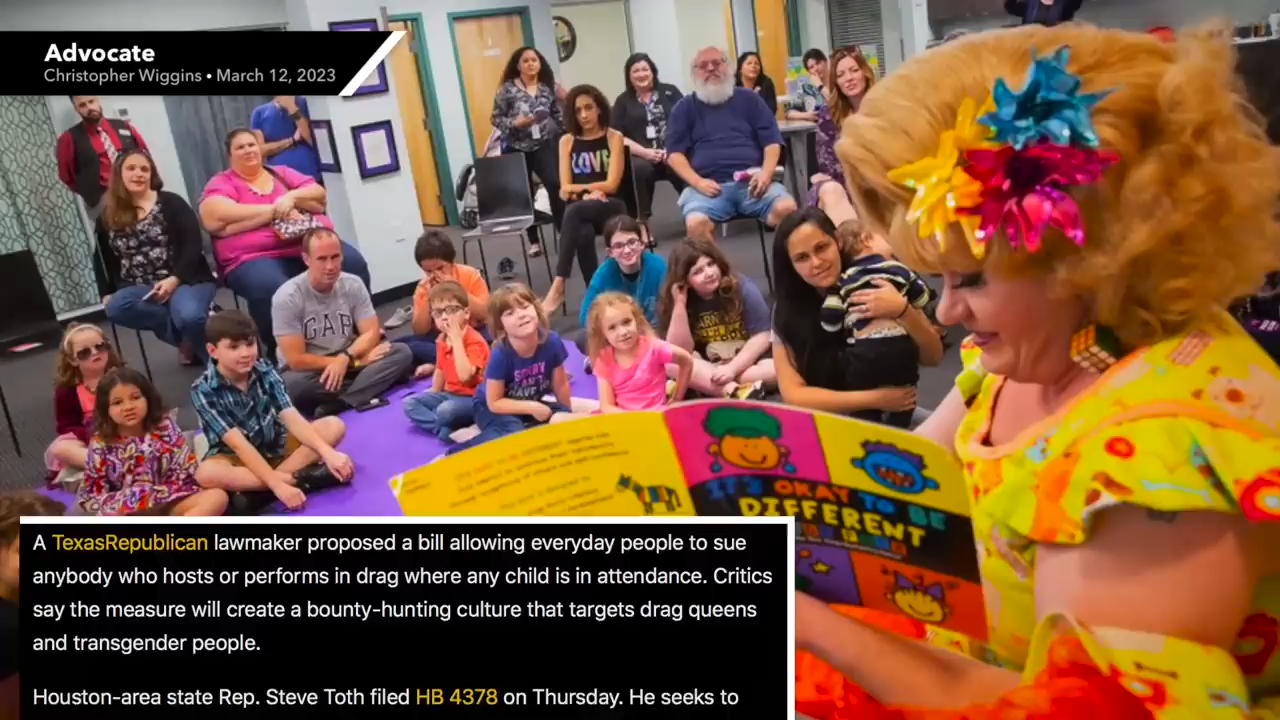 Advocate
Christopher Wiggins • March 12, 2023
LOVE
GAP
SORRY
CAN'T
IT'S OKAY TO BE
DIFFERENT
A TexasRepublican lawmaker proposed a bill allowing everyday people to sue
anybody who hosts or performs in drag where any child is in attendance. Critics
say the measure will create a bounty-hunting culture that targets drag queens
and transgender people.
Houston-area state Rep. Steve Toth filed HB 4378 on Thursday. He seeks to